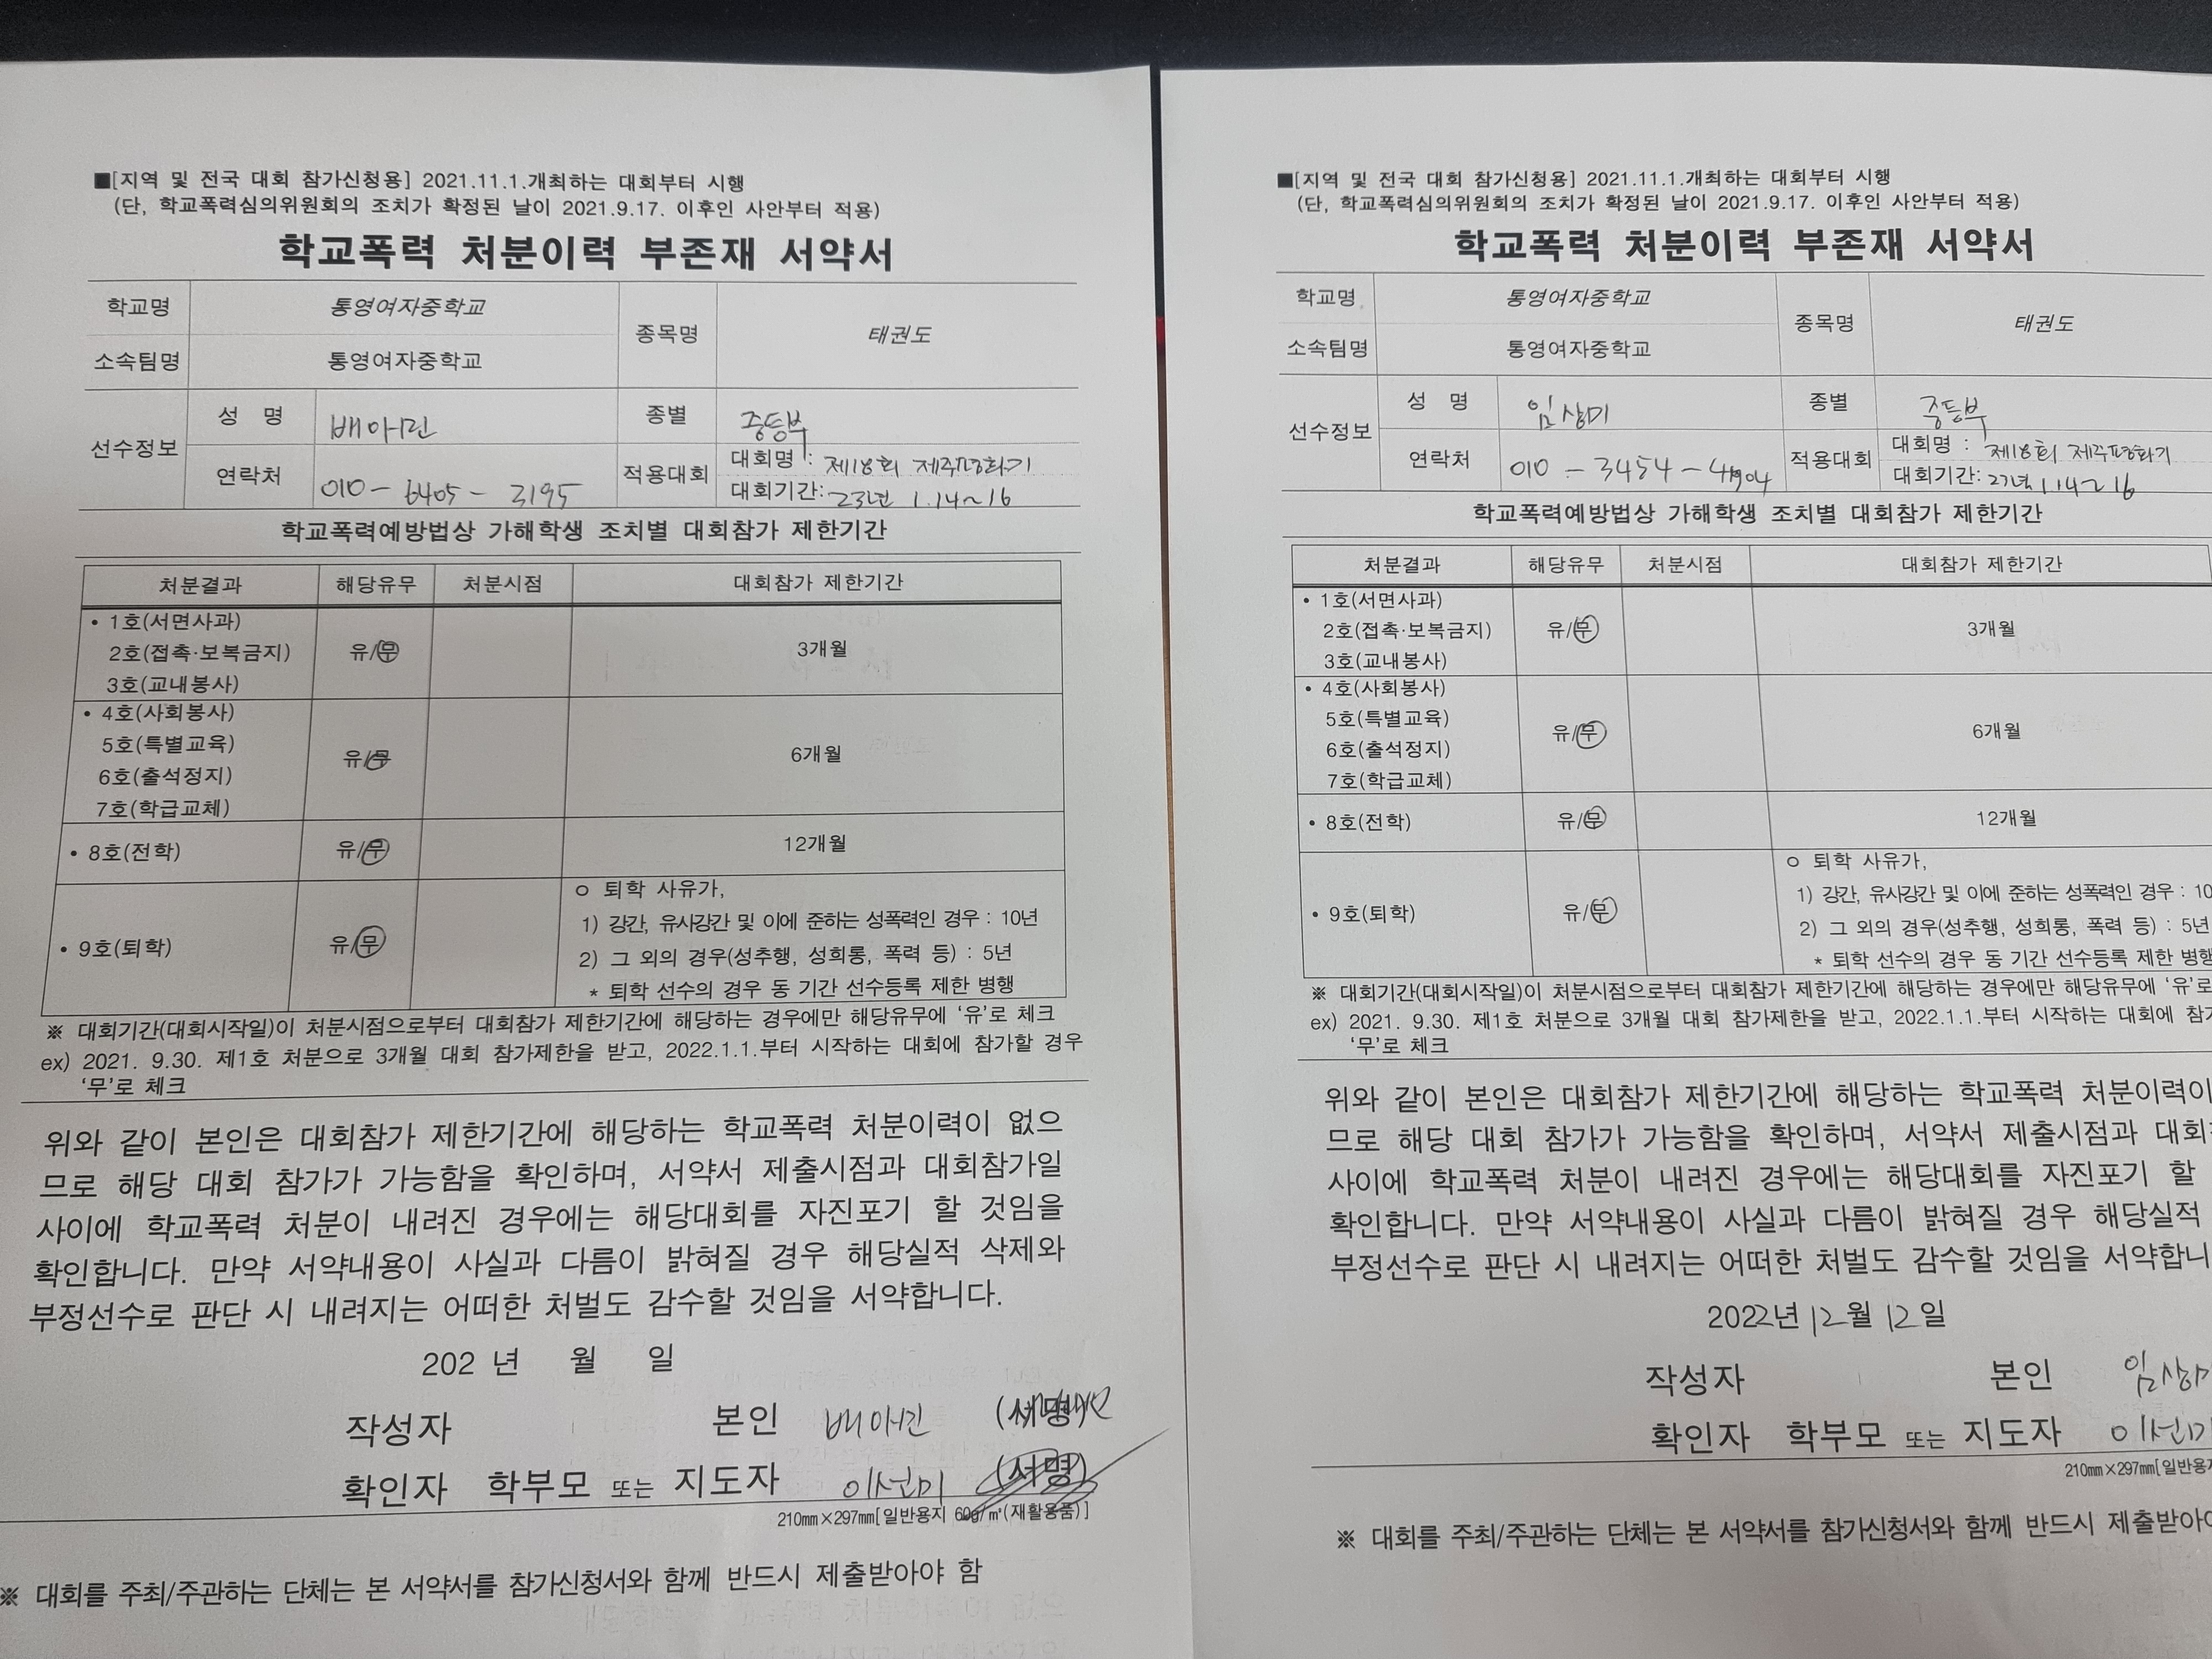 ■[지역 및 전국 대회 참가신청용] 2021.11.1.개최하는 대회부터 시행
(단, 학교폭력심의위원회의 조치가 확정된 날이 2021.9.17. 이후인 사안부터 적용)
학교폭력 처분이력 부존재 서약서
학교명 통영여자중학교 종목명 태권도
소속팀명 통영여자중학교
선수정보 성 명 배아린 종별 중등부
연락처 010-6405-3195 적용대회 대회명 : 제18회 제주평화기
대회기간: 23년 1.14~16
학교폭력예방법상 가해학생 조치별 대회참가 제한기간
처분결과 해당유무 처분시점 대회참가 제한기간
• 1호(서면사과)
2호(접촉·보복금지) 유/무 3개월
3호(교내봉사)
• 4호(사회봉사)
5호(특별교육) 유/무 6개월
6호(출석정지)
7호(학급교체)
• 8호(전학) 유/무 12개월
• 9호(퇴학) 유/무
ㅇ 퇴학 사유가,
1) 강간, 유사강간 및 이에 준하는 성폭력인 경우 : 10년
2) 그 외의 경우(성추행, 성희롱, 폭력 등) : 5년
* 퇴학 선수의 경우 동 기간 선수등록 제한 병행
※ 대회기간(대회시작일)이 처분시점으로부터 대회참가 제한기간에 해당하는 경우에만 해당유무에 ‘유’로 체크
ex) 2021. 9.30. 제1호 처분으로 3개월 대회 참가제한을 받고, 2022.1.1.부터 시작하는 대회에 참가할 경우
‘무’로 체크
위와 같이 본인은 대회참가 제한기간에 해당하는 학교폭력 처분이력이 없으
므로 해당 대회 참가가 가능함을 확인하며, 서약서 제출시점과 대회참가일
사이에 학교폭력 처분이 내려진 경우에는 해당대회를 자진포기 할 것임을
확인합니다. 만약 서약내용이 사실과 다름이 밝혀질 경우 해당실적 삭제와
부정선수로 판단 시 내려지는 어떠한 처벌도 감수할 것임을 서약합니다.
202 년 월 일
작성자 본인 배아린 (서명)
확인자 학부모 또는 지도자 이선미 (서명)
210㎜×297㎜[일반용지 60g/㎡(재활용품)]
※ 대회를 주최/주관하는 단체는 본 서약서를 참가신청서와 함께 반드시 제출받아야 함
■[지역 및 전국 대회 참가신청용] 2021.11.1.개최하는 대회부터 시행
(단, 학교폭력심의위원회의 조치가 확정된 날이 2021.9.17. 이후인 사안부터 적용)
학교폭력 처분이력 부존재 서약서
학교명 통영여자중학교 종목명 태권도
소속팀명 통영여자중학교
선수정보 성 명 임상미 종별 중등부
연락처 010-3454- 적용대회 대회명 : 제18회 제주평화기
대회기간: 23년 1.14~16
학교폭력예방법상 가해학생 조치별 대회참가 제한기간
처분결과 해당유무 처분시점 대회참가 제한기간
• 1호(서면사과)
2호(접촉·보복금지) 유/무 3개월
3호(교내봉사)
• 4호(사회봉사)
5호(특별교육) 유/무 6개월
6호(출석정지)
7호(학급교체)
• 8호(전학) 유/무 12개월
• 9호(퇴학) 유/무
ㅇ 퇴학 사유가,
1) 강간, 유사강간 및 이에 준하는 성폭력인 경우 : 10
2) 그 외의 경우(성추행, 성희롱, 폭력 등) : 5년
* 퇴학 선수의 경우 동 기간 선수등록 제한 병행
※ 대회기간(대회시작일)이 처분시점으로부터 대회참가 제한기간에 해당하는 경우에만 해당유무에 ‘유’로
ex) 2021. 9.30. 제1호 처분으로 3개월 대회 참가제한을 받고, 2022.1.1.부터 시작하는 대회에 참가
‘무’로 체크
위와 같이 본인은 대회참가 제한기간에 해당하는 학교폭력 처분이력이
므로 해당 대회 참가가 가능함을 확인하며, 서약서 제출시점과 대회
사이에 학교폭력 처분이 내려진 경우에는 해당대회를 자진포기 할
확인합니다. 만약 서약내용이 사실과 다름이 밝혀질 경우 해당실적
부정선수로 판단 시 내려지는 어떠한 처벌도 감수할 것임을 서약합니
2022년 12월 12일
작성자 본인 임상미
확인자 학부모 또는 지도자 이선미
210㎜×297㎜[일반용지
※ 대회를 주최/주관하는 단체는 본 서약서를 참가신청서와 함께 반드시 제출받아야